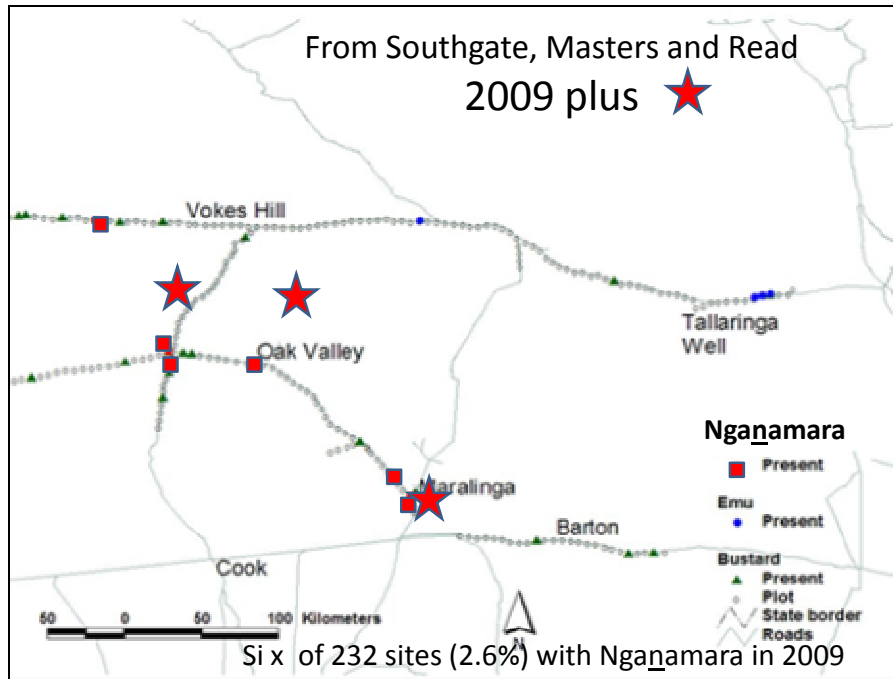 From Southgate, Masters and Read
2009 plus
Vokes Hill
Tallaringa
Well
Oak Valley
Nganamara
Present
Emu
Present
Maralinga
Barton
Bustard
Present
Plot
State border
Roads
Cook
50 0 50 100 Kilometers
N
Si x of 232 sites (2.6%) with Nganamara in 2009